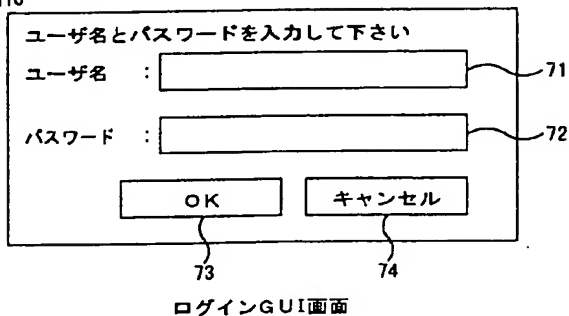 ユーザ名とパスワードを入力して下さい
ユーザ名 : 71
パスワード : 72
OK キャンセル
73 74
ログインGUI画面